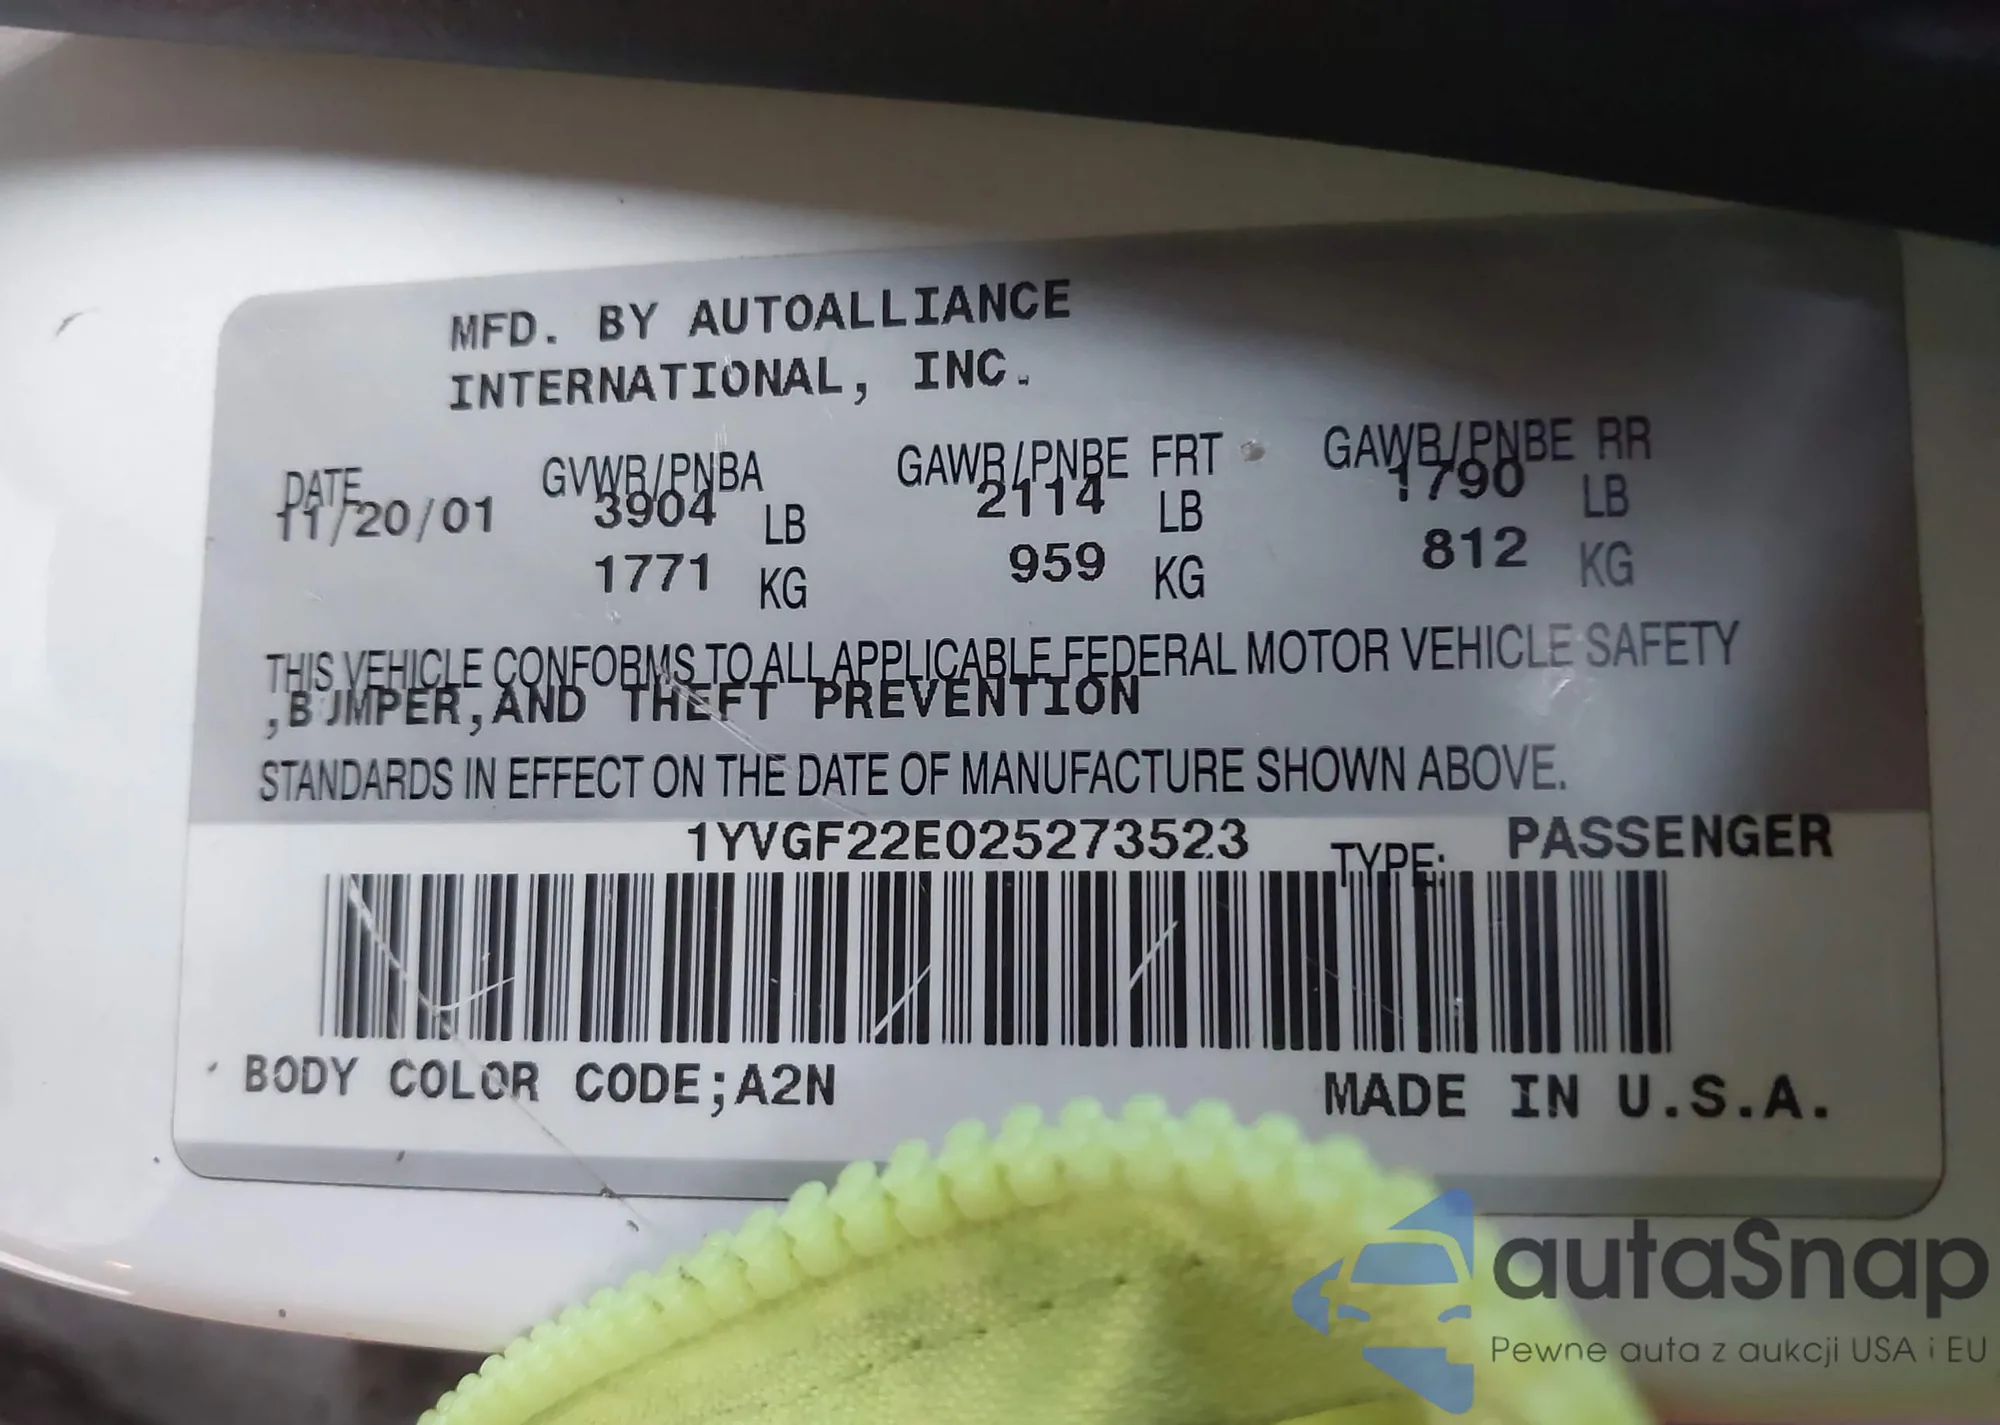 MFD. BY AUTOALLIANCE
INTERNATIONAL, INC.
DATE GVWR/PNBA GAWR/PNBE FRT GAWR/PNBE RR
11/20/01 3904 LB 2114 LB 1790 LB
1771 KG 959 KG 812 KG
THIS VEHICLE CONFORMS TO ALL APPLICABLE FEDERAL MOTOR VEHICLE SAFETY
,BUMPER,AND THEFT PREVENTION
STANDARDS IN EFFECT ON THE DATE OF MANUFACTURE SHOWN ABOVE.
1YVGF22E025273523 TYPE: PASSENGER
BODY COLOR CODE;A2N MADE IN U.S.A.
autaSnap
Pewne auta z aukcji USA i EU